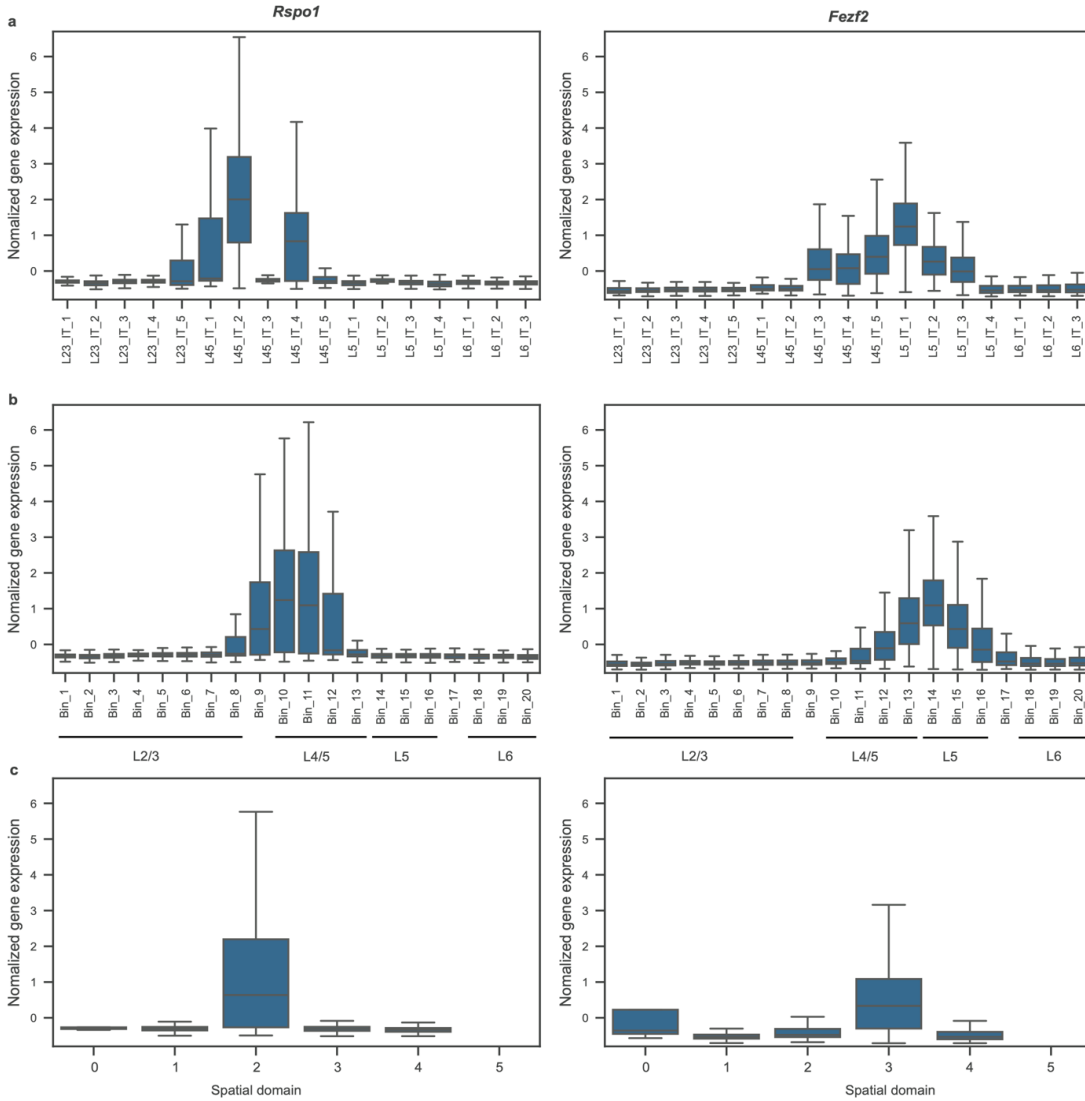 Rspo1 Fezf2
a
6 6
5 5
4 4
3 3
2 2
1 1
0 0
Nomalized gene expression Nomalized gene expression
L23_IT_1 L23_IT_2 L23_IT_3 L23_IT_4 L23_IT_5 L45_IT_1 L45_IT_2 L45_IT_3 L45_IT_4 L45_IT_5 L5_IT_1 L5_IT_2 L5_IT_3 L5_IT_4 L6_IT_1 L6_IT_2 L6_IT_3
L23_IT_1 L23_IT_2 L23_IT_3 L23_IT_4 L23_IT_5 L45_IT_1 L45_IT_2 L45_IT_3 L45_IT_4 L45_IT_5 L5_IT_1 L5_IT_2 L5_IT_3 L5_IT_4 L6_IT_1 L6_IT_2 L6_IT_3
b
6 6
5 5
4 4
3 3
2 2
1 1
0 0
Nomalized gene expression Nomalized gene expression
Bin_1 Bin_2 Bin_3 Bin_4 Bin_5 Bin_6 Bin_7 Bin_8 Bin_9 Bin_10 Bin_11 Bin_12 Bin_13 Bin_14 Bin_15 Bin_16 Bin_17 Bin_18 Bin_19 Bin_20
Bin_1 Bin_2 Bin_3 Bin_4 Bin_5 Bin_6 Bin_7 Bin_8 Bin_9 Bin_10 Bin_11 Bin_12 Bin_13 Bin_14 Bin_15 Bin_16 Bin_17 Bin_18 Bin_19 Bin_20
L2/3 L4/5 L5 L6 L2/3 L4/5 L5 L6
c
6 6
5 5
4 4
3 3
2 2
1 1
0 0
Nomalized gene expression Nomalized gene expression
0 1 2 3 4 5 0 1 2 3 4 5
Spatial domain Spatial domain